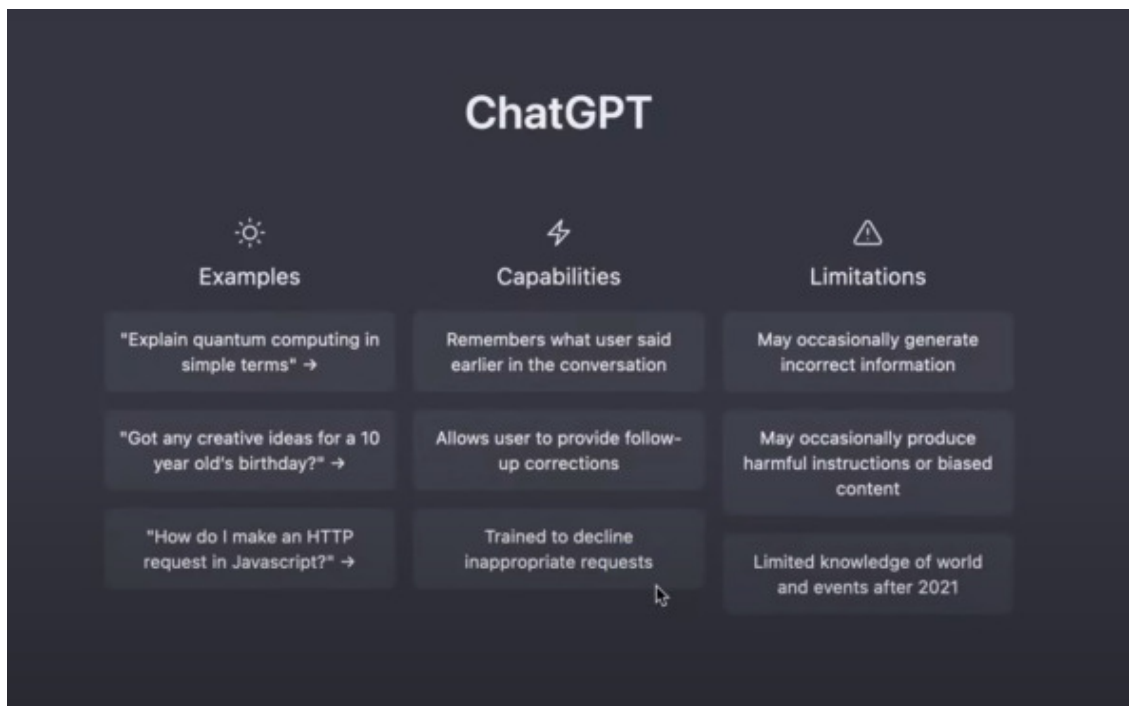 ChatGPT
Examples
"Explain quantum computing in
simple terms" →
"Got any creative ideas for a 10
year old's birthday?" →
"How do I make an HTTP
request in Javascript?" →
Capabilities
Remembers what user said
earlier in the conversation
Allows user to provide follow-
up corrections
Trained to decline
inappropriate requests
Limitations
May occasionally generate
incorrect information
May occasionally produce
harmful instructions or biased
content
Limited knowledge of world
and events after 2021